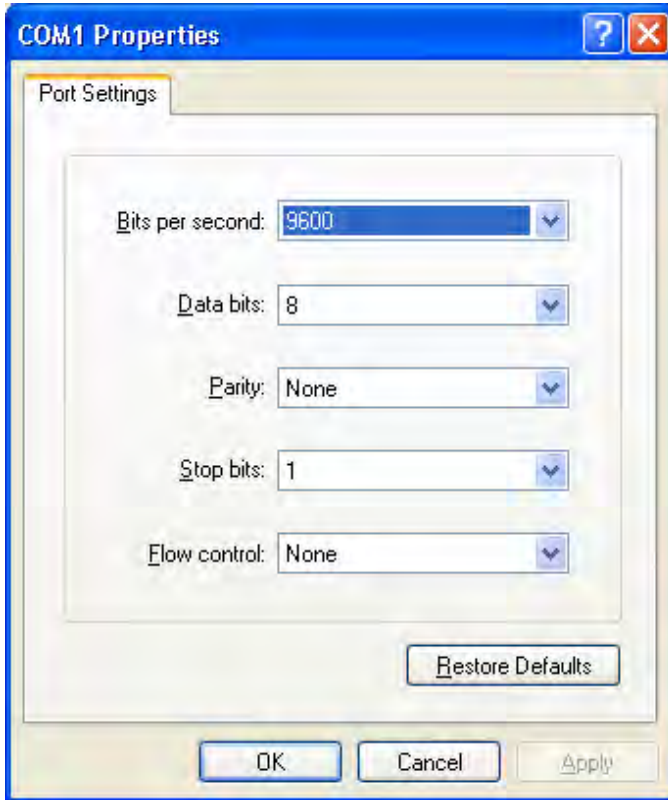 COM1 Properties
Port Settings
Bits per second: 9600
Data bits: 8
Parity: None
Stop bits: 1
Flow control: None
Restore Defaults
OK Cancel Apply